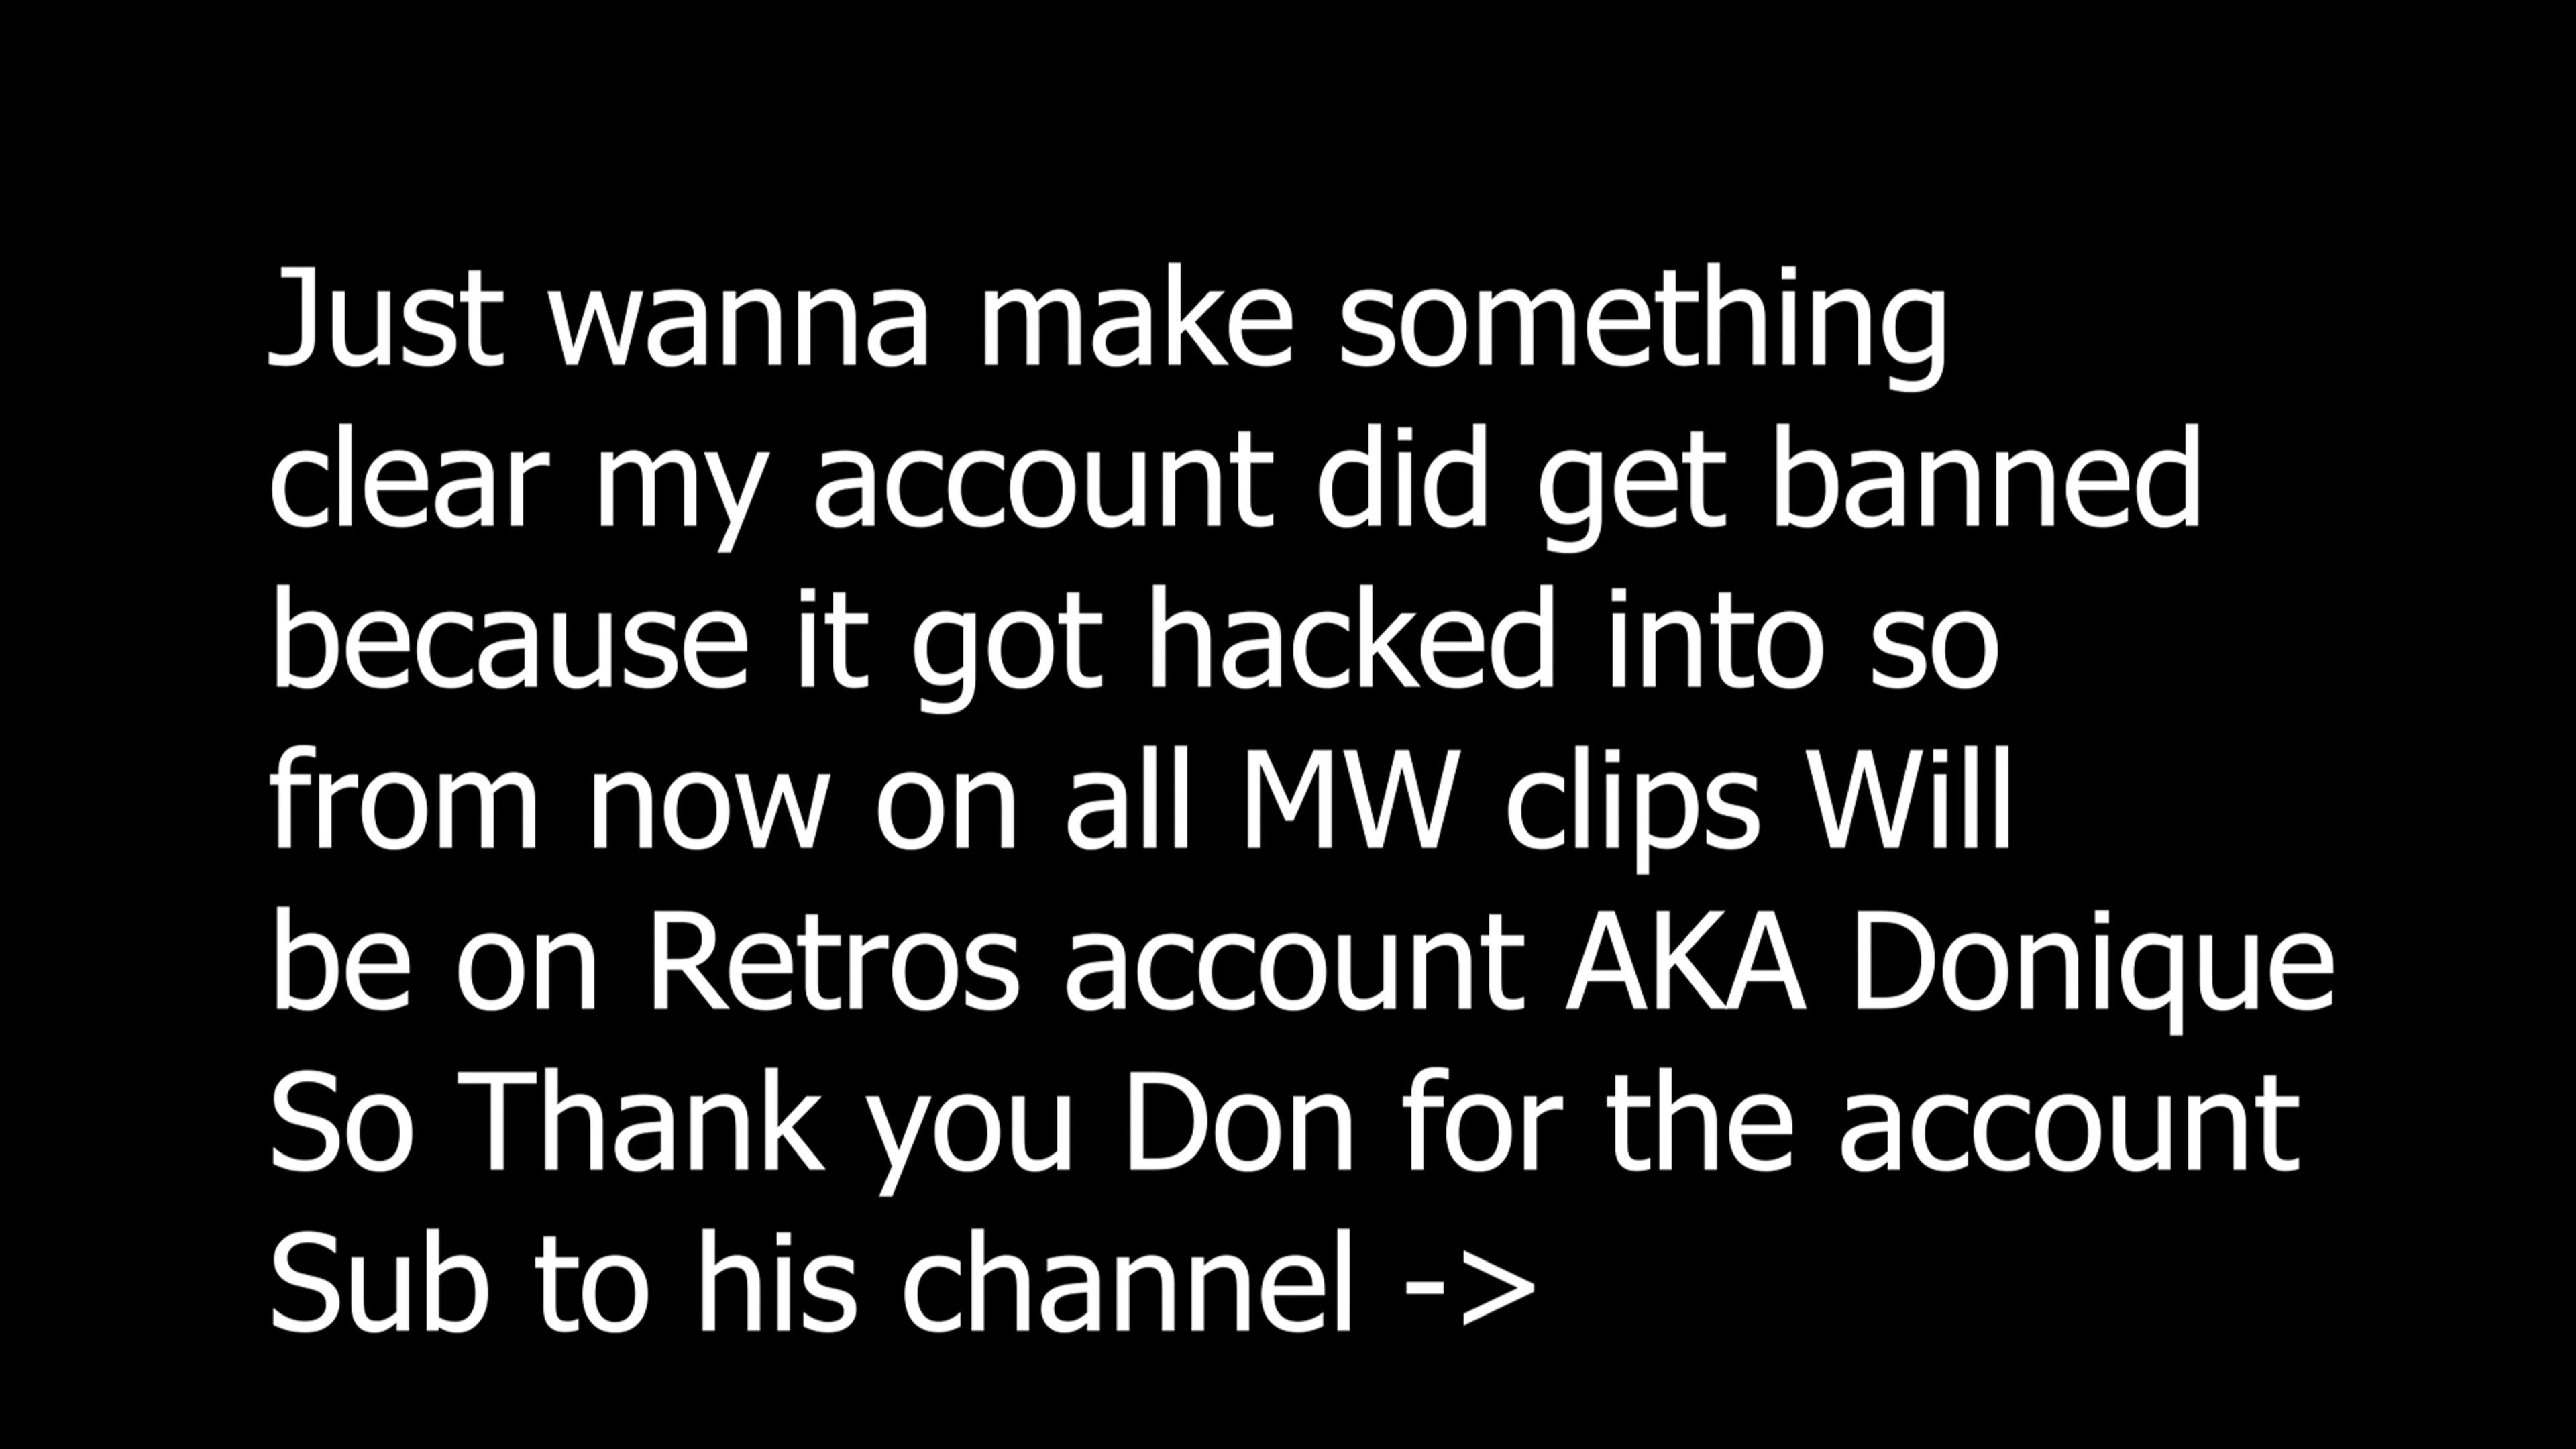 Just wanna make something
clear my account did get banned
because it got hacked into so
from now on all MW clips Will
be on Retros account AKA Donique
So Thank you Don for the account
Sub to his channel ->